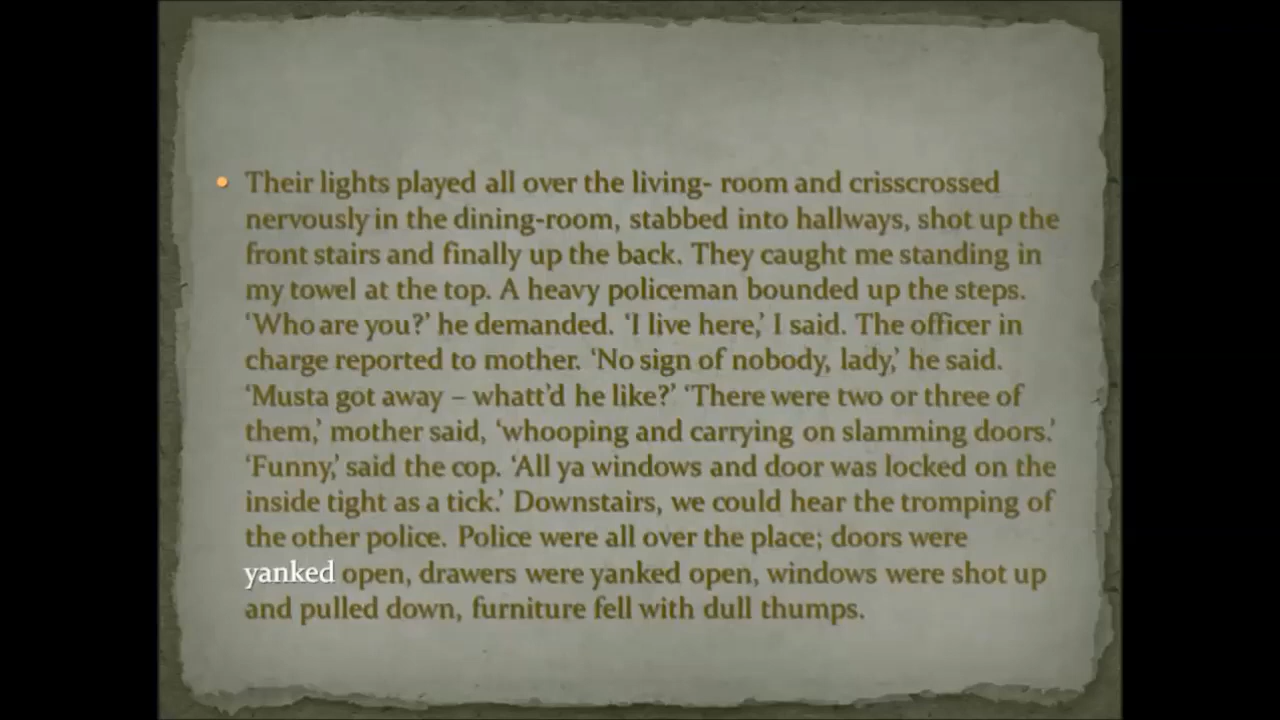 • Their lights played all over the living- room and crisscrossed
nervously in the dining-room, stabbed into hallways, shot up the
front stairs and finally up the back. They caught me standing in
my towel at the top. A heavy policeman bounded up the steps.
‘Who are you?’ he demanded. ‘I live here,’ I said. The officer in
charge reported to mother. ‘No sign of nobody, lady,’ he said.
‘Musta got away – whatt’d he like?’ ‘There were two or three of
them,’ mother said, ‘whooping and carrying on slamming doors.’
‘Funny,’ said the cop. ‘All ya windows and door was locked on the
inside tight as a tick.’ Downstairs, we could hear the tromping of
the other police. Police were all over the place; doors were
yanked open, drawers were yanked open, windows were shot up
and pulled down, furniture fell with dull thumps.